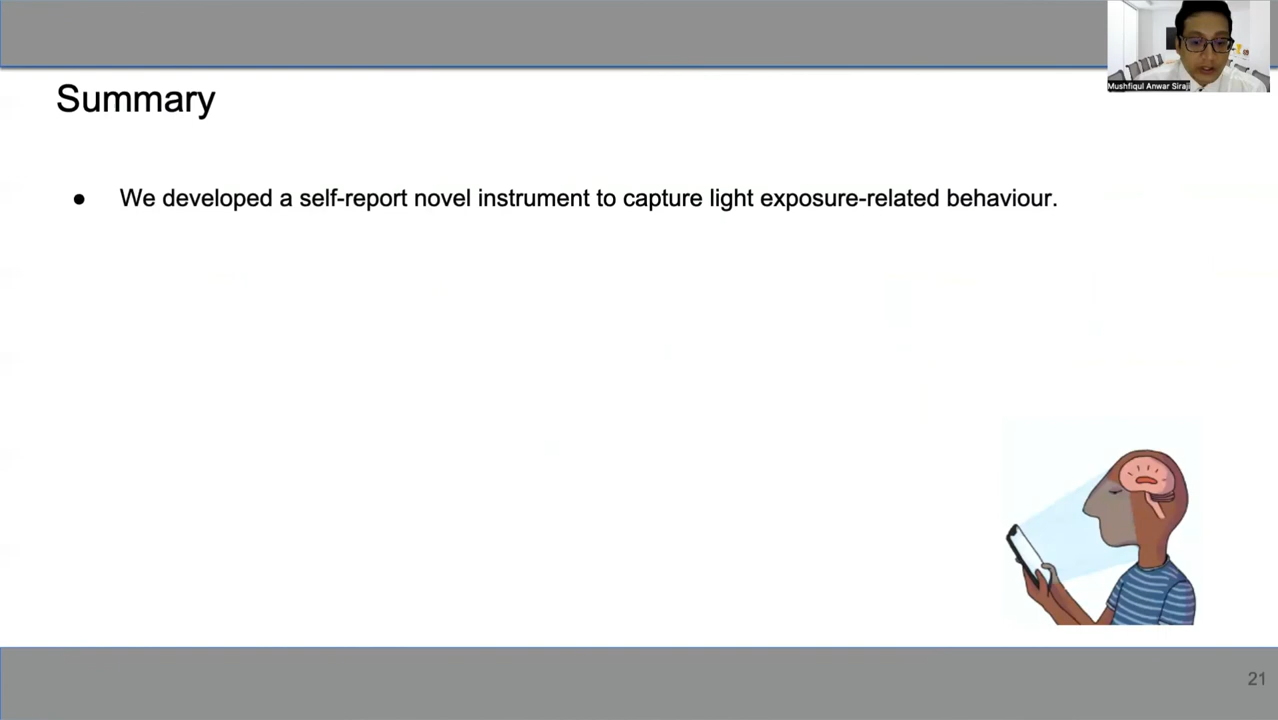 Mushfiqul Anwar Siraji
Summary
● We developed a self-report novel instrument to capture light exposure-related behaviour.
21